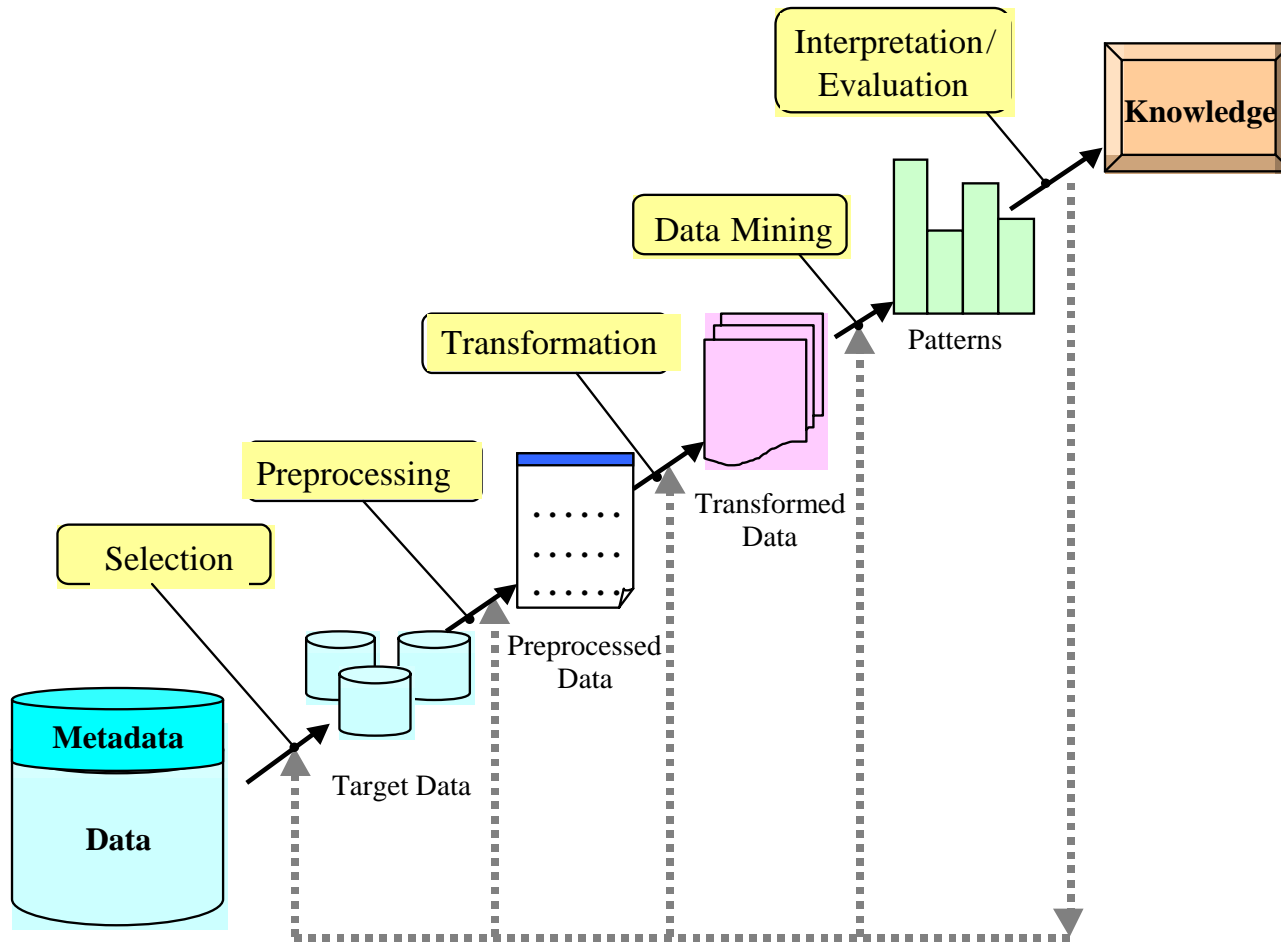 Interpretation/
Evaluation
Knowledge
Data Mining
Patterns
Transformation
Transformed
Data
Preprocessing
Preprocessed
Data
Selection
Target Data
Metadata
Data